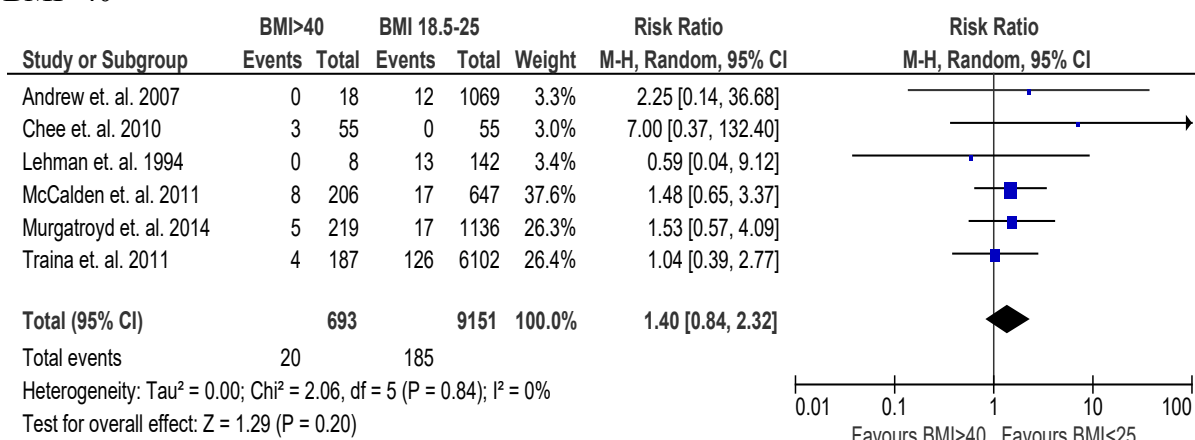 BMI>40 BMI 18.5-25 Risk Ratio Risk Ratio
Study or Subgroup Events Total Events Total Weight M-H, Random, 95% CI M-H, Random, 95% CI
Andrew et. al. 2007 0 18 12 1069 3.3% 2.25 [0.14, 36.68]
Chee et. al. 2010 3 55 0 55 3.0% 7.00 [0.37, 132.40]
Lehman et. al. 1994 0 8 13 142 3.4% 0.59 [0.04, 9.12]
McCalden et. al. 2011 8 206 17 647 37.6% 1.48 [0.65, 3.37]
Murgatroyd et. al. 2014 5 219 17 1136 26.3% 1.53 [0.57, 4.09]
Traina et. al. 2011 4 187 126 6102 26.4% 1.04 [0.39, 2.77]
Total (95% CI) 693 9151 100.0% 1.40 [0.84, 2.32]
Total events 20 185
Heterogeneity: Tau² = 0.00; Chi² = 2.06, df = 5 (P = 0.84); I² = 0%
Test for overall effect: Z = 1.29 (P = 0.20)
0.01 0.1 1 10 100
Favours BMI>40 Favours BMI<25